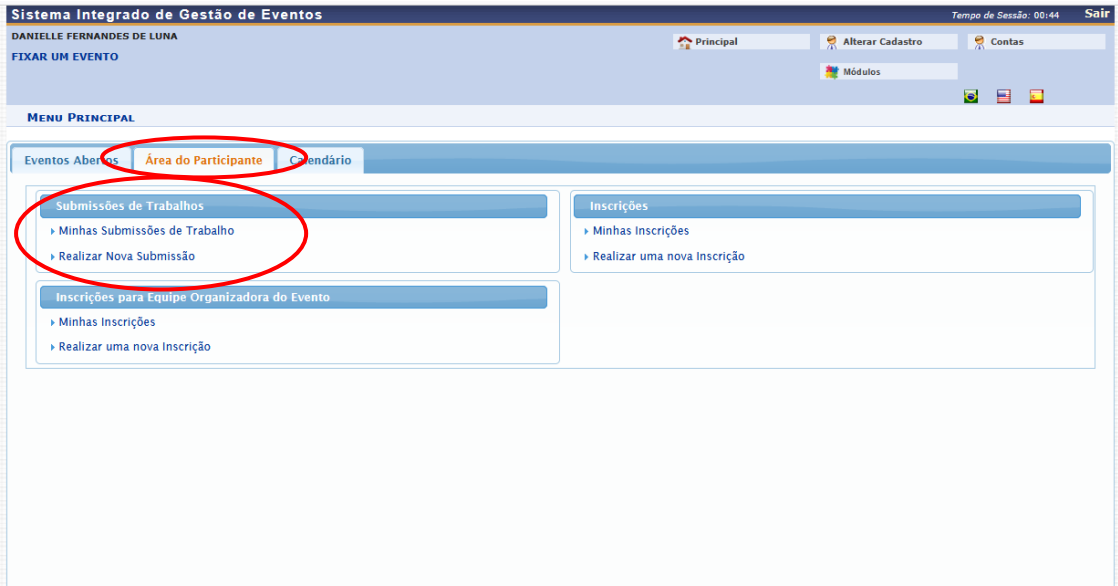 Sistema Integrado de Gestão de Eventos
Tempo de Sessão: 00:44
Sair
DANIELLE FERNANDES DE LUNA
Principal
Alterar Cadastro
Contas
FIXAR UM EVENTO
Módulos
MENU PRINCIPAL
Eventos Abertos
Área do Participante
Calendário
Submissões de Trabalhos
Minhas Submissões de Trabalho
Realizar Nova Submissão
Inscrições
Minhas Inscrições
Realizar uma nova Inscrição
Inscrições para Equipe Organizadora do Evento
Minhas Inscrições
Realizar uma nova Inscrição